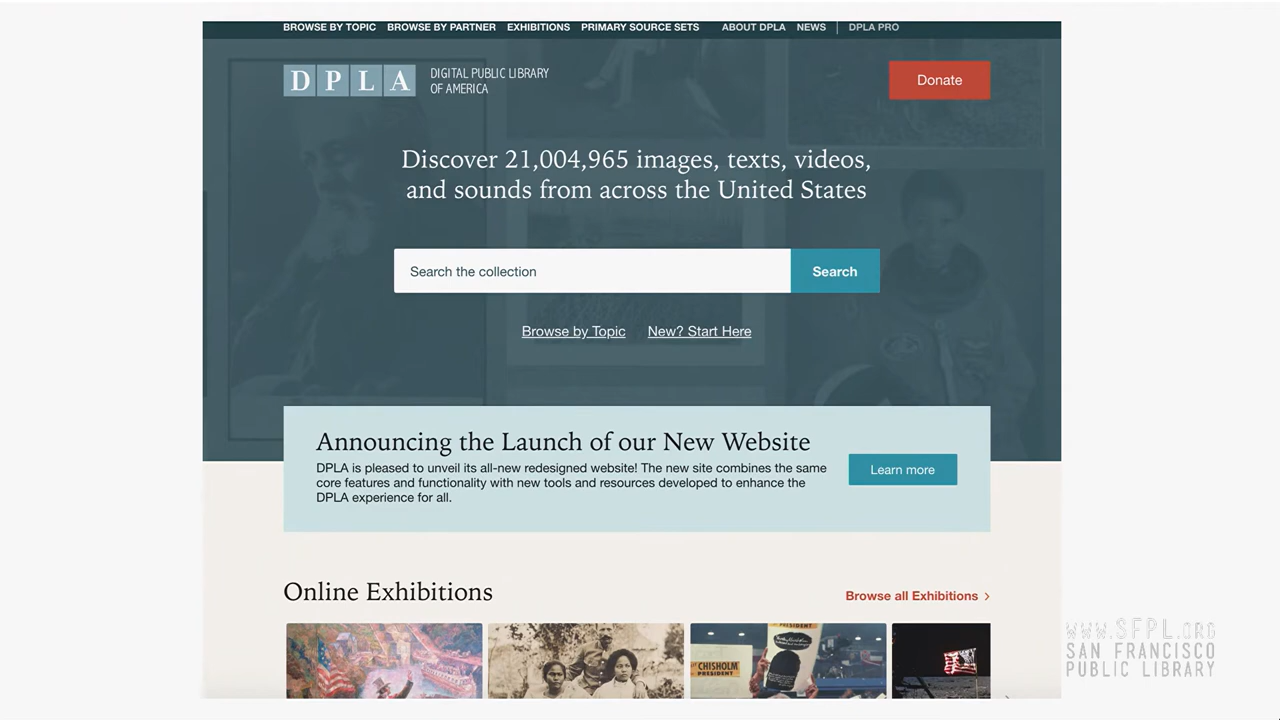 BROWSE BY TOPIC BROWSE BY PARTNER EXHIBITIONS PRIMARY SOURCE SETS ABOUT DPLA NEWS DPLA PRO
DPLA
DIGITAL PUBLIC LIBRARY
OF AMERICA
Donate
Discover 21,004,965 images, texts, videos,
and sounds from across the United States
Search the collection
Search
Browse by Topic New? Start Here
Announcing the Launch of our New Website
DPLA is pleased to unveil its all-new redesigned website! The new site combines the same
core features and functionality with new tools and resources developed to enhance the
DPLA experience for all.
Learn more
Online Exhibitions
Browse all Exhibitions
PRESIDENT
CHISHOLM
PRESIDENT
WWW.SFPL.ORG
SAN FRANCISCO
PUBLIC LIBRARY